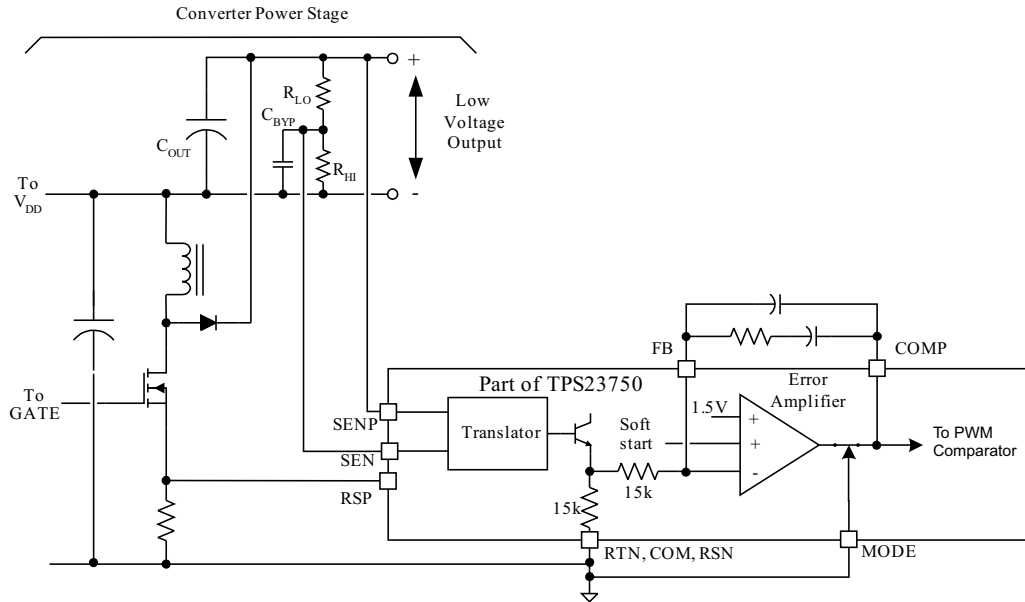 Converter Power Stage
+
R_LO
C_BYP
Low
Voltage
Output
C_OUT
R_HI
To
V_DD
-
FB
COMP
Part of TPS23750
Error
Amplifier
To
GATE
1.5V
+
SENP
Translator
Soft
start
+
To PWM
Comparator
SEN
-
RSP
15k
15k
RTN, COM, RSN
MODE